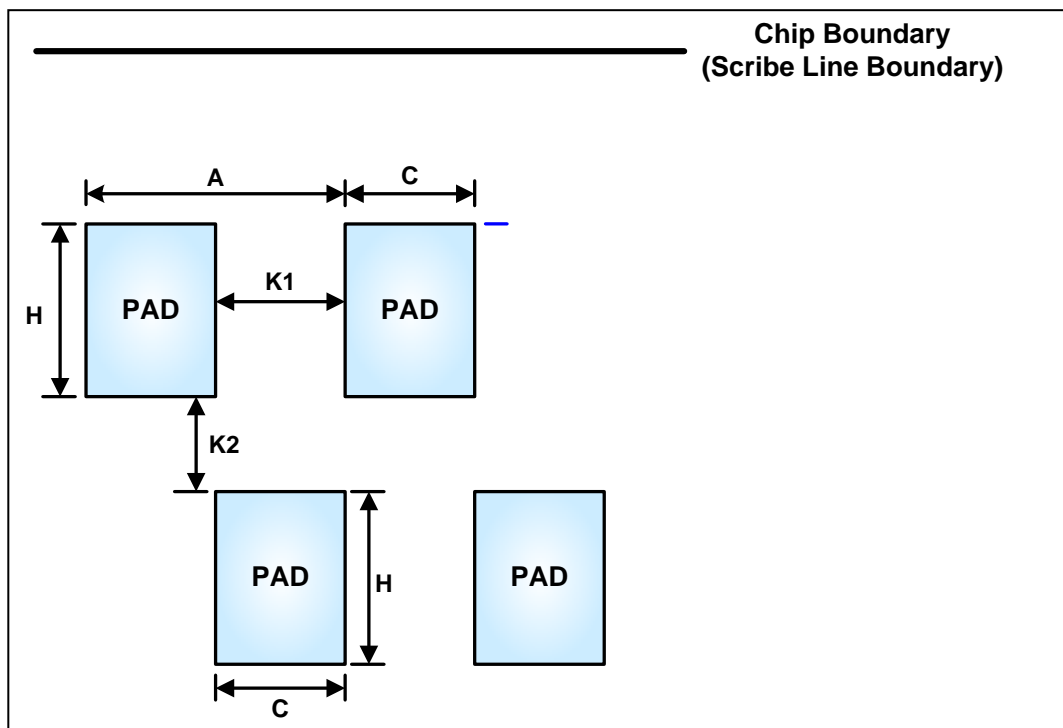 Chip Boundary
(Scribe Line Boundary)
A
C
H
PAD
K1
PAD
K2
PAD
H
PAD
C